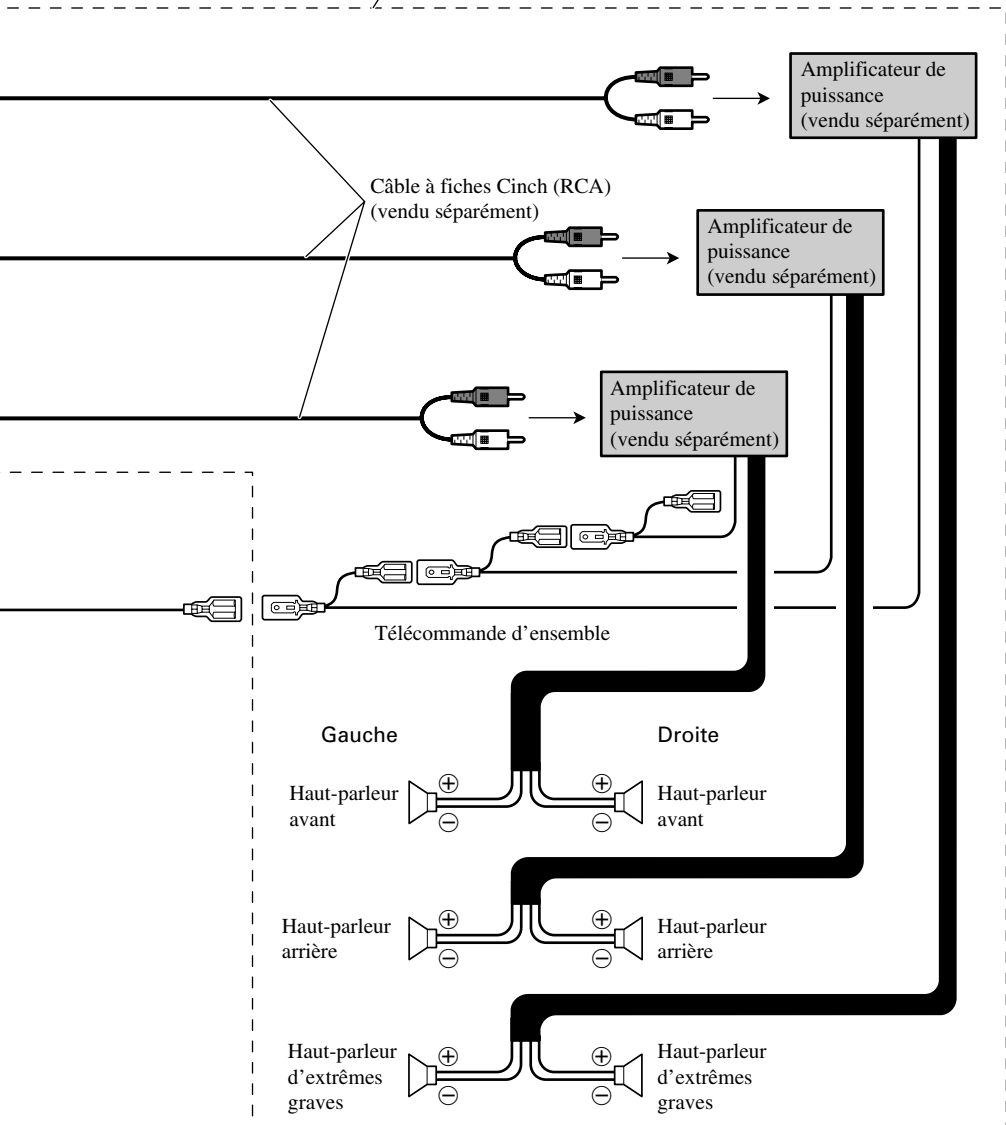 Amplificateur de
puissance
(vendu séparément)
Câble à fiches Cinch (RCA)
(vendu séparément)
Amplificateur de
puissance
(vendu séparément)
Amplificateur de
puissance
(vendu séparément)
Télécommande d’ensemble
Gauche
Droite
Haut-parleur
avant
+
−
+
−
Haut-parleur
avant
Haut-parleur
arrière
+
−
+
−
Haut-parleur
arrière
Haut-parleur
d’extrêmes
graves
+
−
+
−
Haut-parleur
d’extrêmes
graves